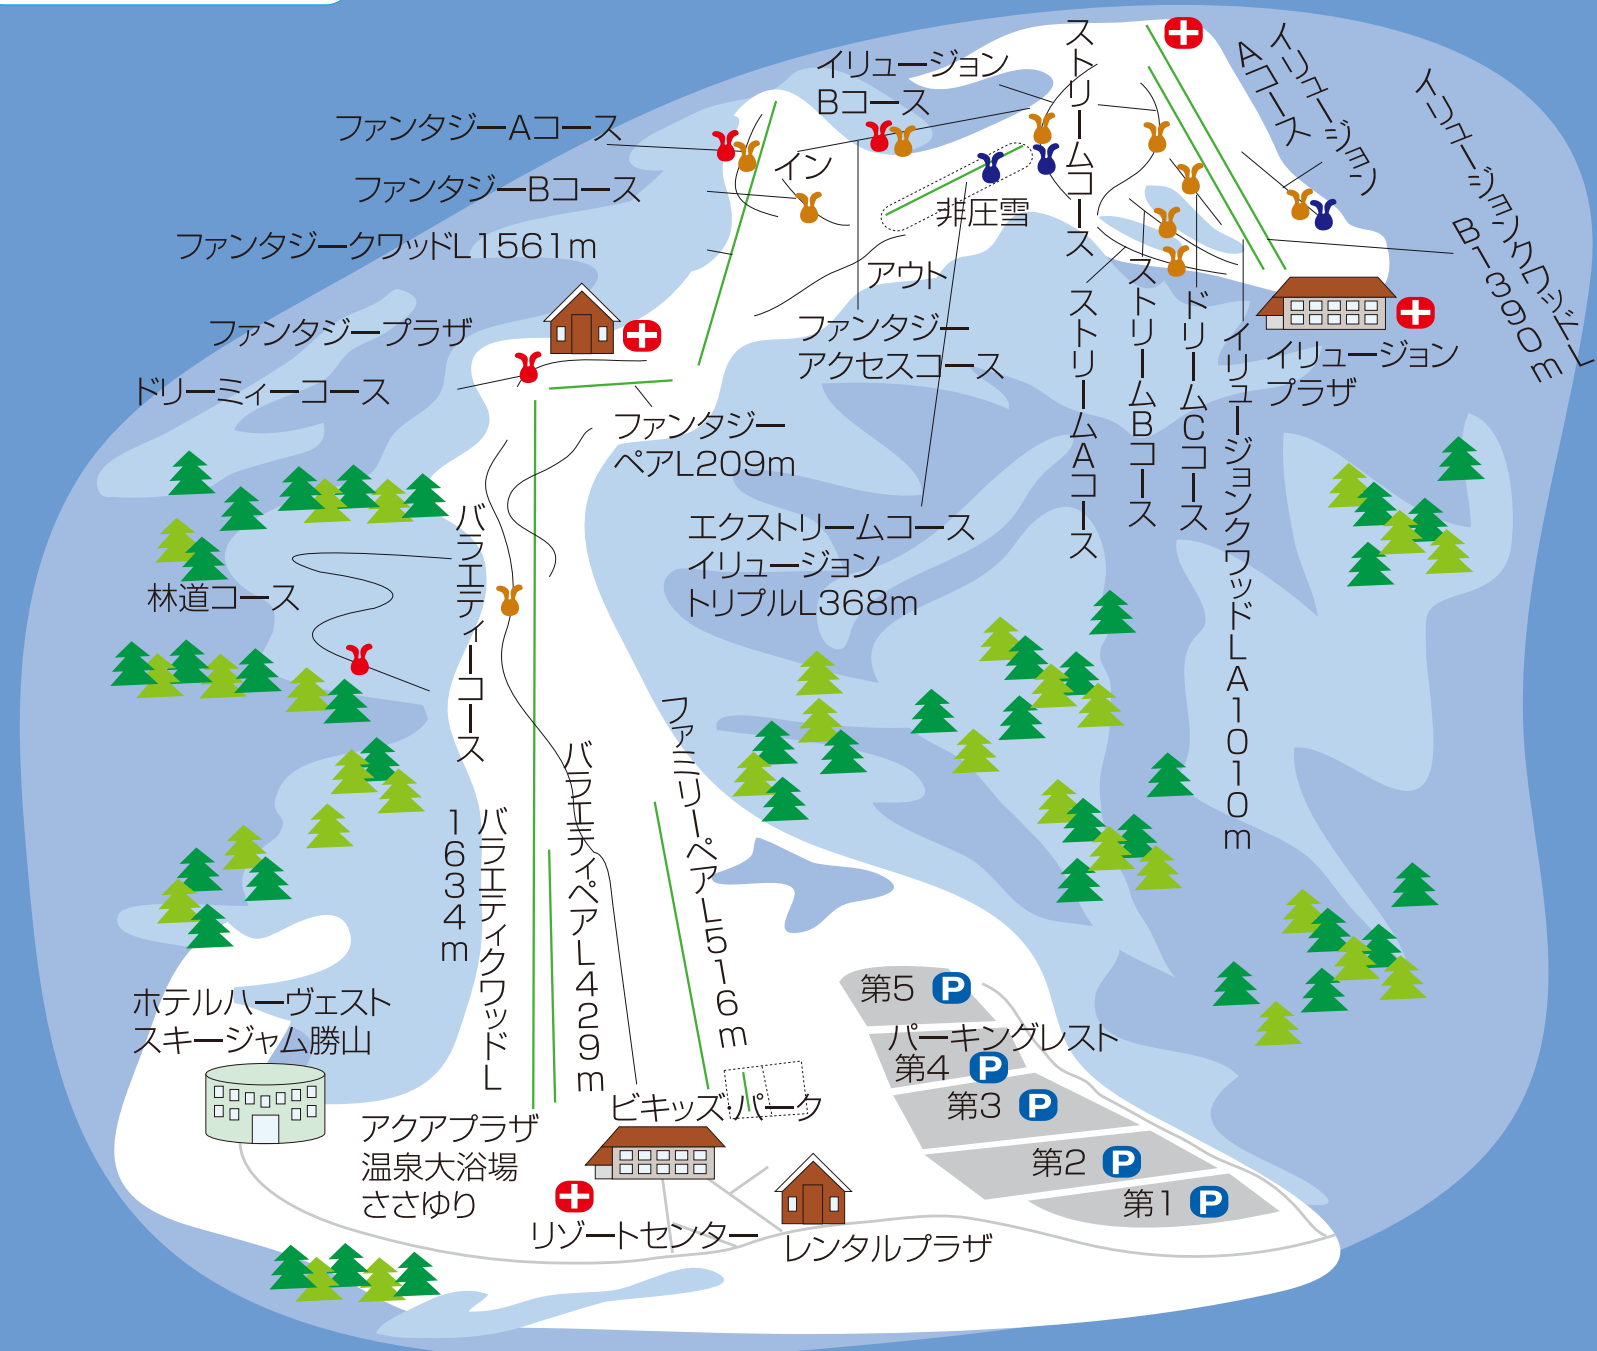 イリュージョン
Bコース
ストリームコース
イリュージョン
Aコース
イリュージョンクワッドL
B1390m
ファンタジーAコース
イン
ファンタジーBコース
非圧雪
ファンタジークワッドL1561m
アウト
ファンタジープラザ
ファンタジー
アクセスコース
イリュージョン
プラザ
ドリーミィーコース
ファンタジー
ペアL209m
ストリームAコース
ストリームBコース
ドリームCコース
イリュージョンクワッドLA1010m
エクストリームコース
イリュージョン
トリプルL368m
林道コース
バラエティーコース
バラエティクワッドL
1634m
バラエティペアL429m
ファミリーペアL516m
ホテルハーヴェスト
スキージャム勝山
第5 P
パーキングレスト
第4 P
第3 P
第2 P
第1 P
ビキッズ・パーク
アクアプラザ
温泉大浴場
ささゆり
リゾートセンター
レンタルプラザ